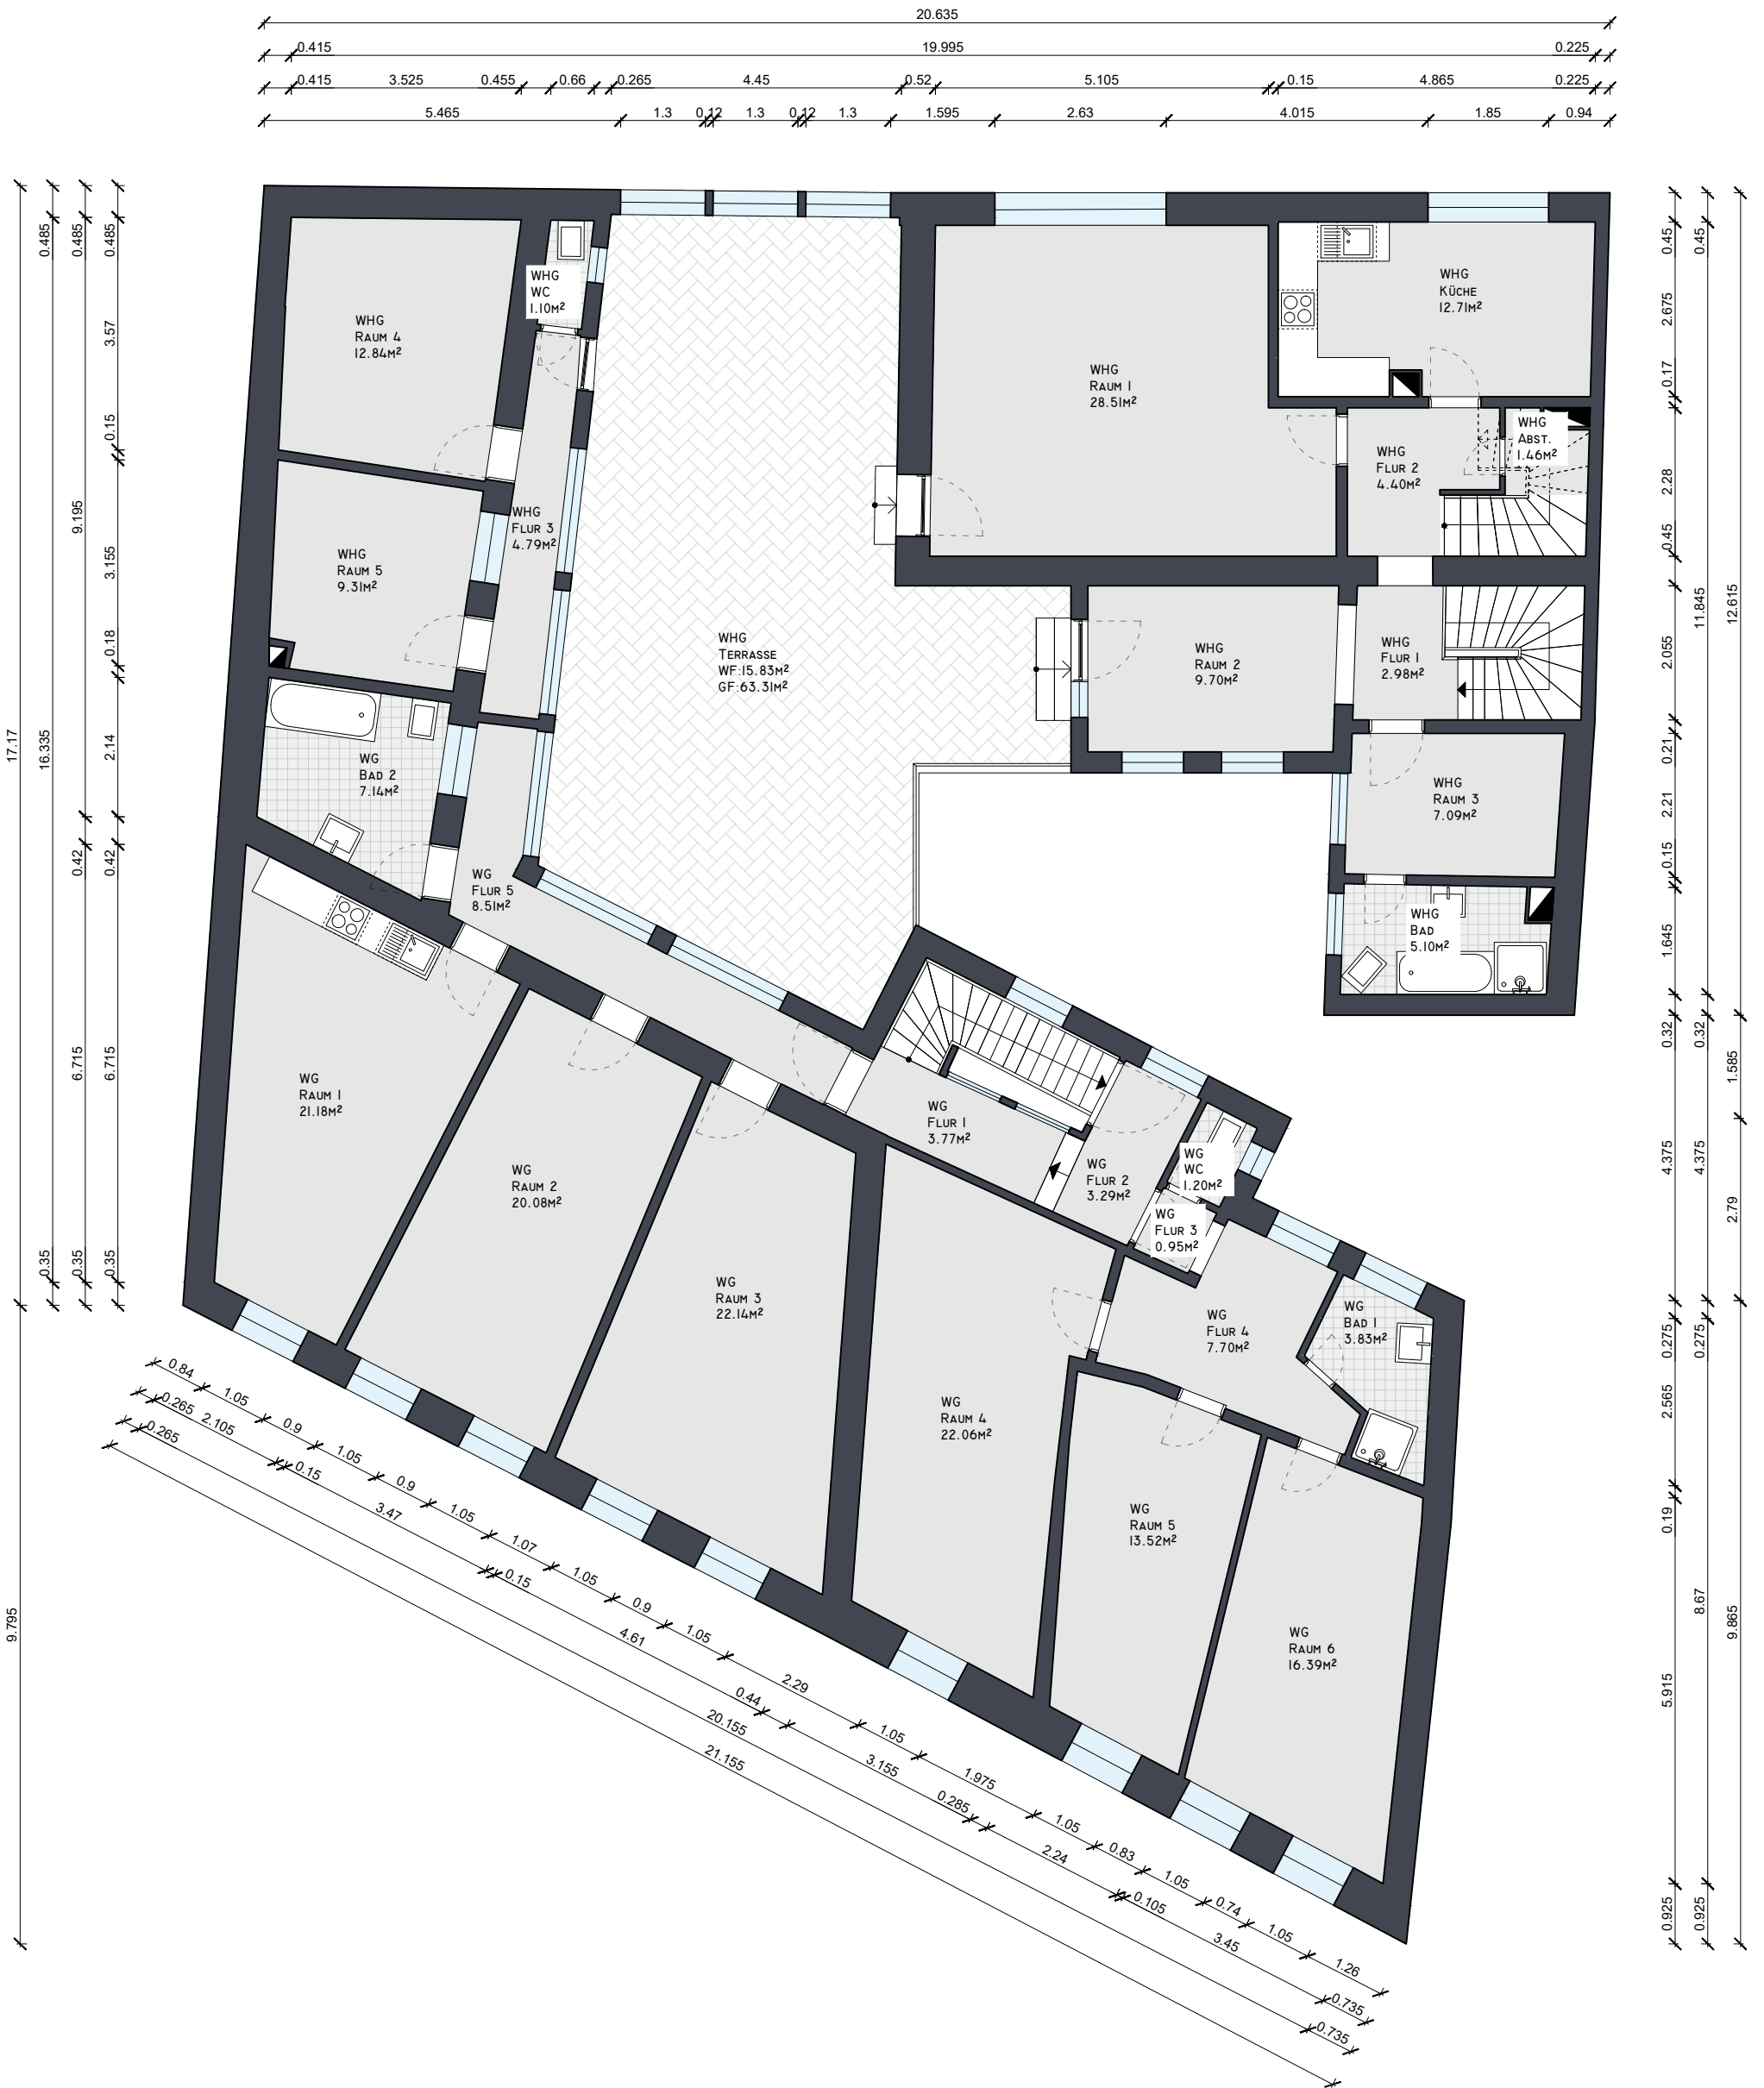 20.635
0.415 19.995 0.225
0.415 3.525 0.455 0.66 0.265 4.45 0.52 5.105 0.15 4.865 0.225
5.465 1.3 0.12 1.3 0.12 1.3 1.595 2.63 4.015 1.85 0.94
17.17
9.795
0.485
16.335
0.35
0.485
9.195
0.42
6.715
0.35
0.485
3.57
0.15
3.155
0.18
2.14
0.42
6.715
0.35
WHG
RAUM 4
12.84M²
WHG
WC
1.10M²
WHG
RAUM 1
28.51M²
WHG
KÜCHE
12.71M²
WHG
ABST.
1.46M²
WHG
FLUR 2
4.40M²
WHG
FLUR 3
4.79M²
WHG
RAUM 5
9.31M²
WHG
TERRASSE
WF:15.83M²
GF:63.31M²
WHG
RAUM 2
9.70M²
WHG
FLUR 1
2.98M²
WHG
RAUM 3
7.09M²
WG
BAD 2
7.14M²
WG
FLUR 5
8.51M²
WHG
BAD
5.10M²
WG
RAUM 1
21.18M²
WG
RAUM 2
20.08M²
WG
RAUM 3
22.14M²
WG
FLUR 1
3.77M²
WG
FLUR 2
3.29M²
WG
WC
1.20M²
WG
FLUR 3
0.95M²
WG
FLUR 4
7.70M²
WG
BAD 1
3.83M²
WG
RAUM 4
22.06M²
WG
RAUM 5
13.52M²
WG
RAUM 6
16.39M²
0.45
2.675
0.17
2.28
0.45
2.055
0.21
2.21
0.15
1.645
0.32
4.375
0.275
2.565
0.19
5.915
0.925
0.45
11.845
0.32
4.375
0.275
8.67
0.925
12.615
1.585
2.79
9.865
0.84 1.05 0.9 1.05 0.9 1.05 1.07 1.05 0.9 1.05 2.29 1.05 1.975 1.05 0.83 1.05 0.74 1.05 1.26
0.265 2.105 0.15 3.47 0.15 4.61 0.44 3.155 0.285 2.24 0.105 3.45 0.735
0.265 20.155 0.735
21.155